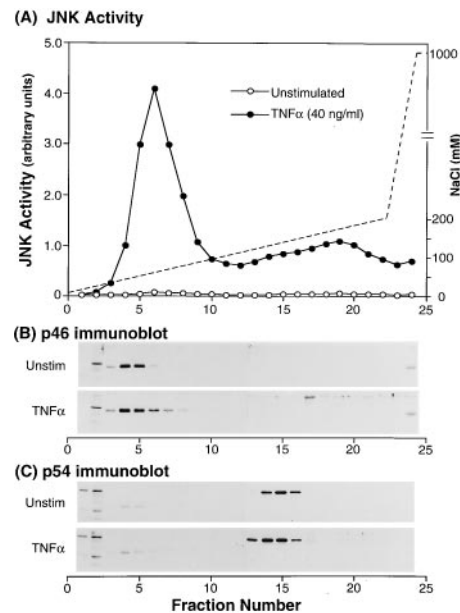 (A) JNK Activity
5.0
4.0
3.0
2.0
1.0
0
JNK Activity (arbitrary units)
Unstimulated
TNFα (40 ng/ml)
1000
200
100
0
NaCl (mM)
0 5 10 15 20 25
(B) p46 immunoblot
Unstim
TNFα
0 5 10 15 20 25
(C) p54 immunoblot
Unstim
TNFα
0 5 10 15 20 25
Fraction Number